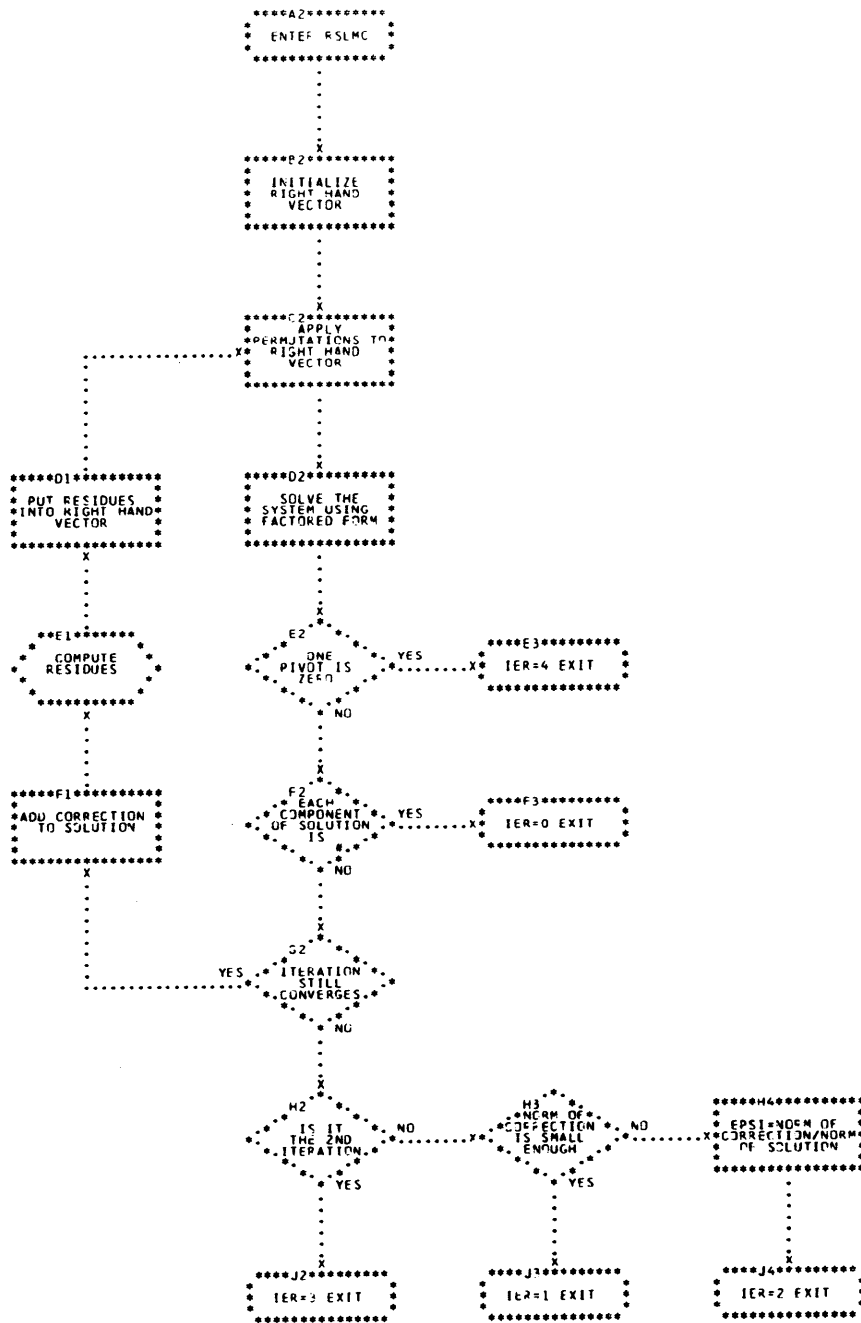 A2
ENTER RSLMC
B2
INITIALIZE
RIGHT HAND
VECTOR
C2
APPLY
PERMUTATIONS TO
RIGHT HAND
VECTOR
D1
PUT RESIDUES
INTO RIGHT HAND
VECTOR
D2
SOLVE THE
SYSTEM USING
FACTORED FORM
E1
COMPUTE
RESIDUES
E2
ONE
PIVOT IS
ZERO
YES
NO
E3
IER=4 EXIT
F1
ADD CORRECTION
TO SOLUTION
F2
EACH
COMPONENT
OF SOLUTION
IS
YES
NO
F3
IER=0 EXIT
G2
YES
ITERATION
STILL
CONVERGES
NO
H2
IS IT
THE 2ND
ITERATION
NO
YES
H3
NORM OF
CORRECTION
IS SMALL
ENOUGH
NO
YES
H4
EPSI=NORM OF
CORRECTION/NORM
OF SOLUTION
J2
IER=3 EXIT
J3
IER=1 EXIT
J4
IER=2 EXIT